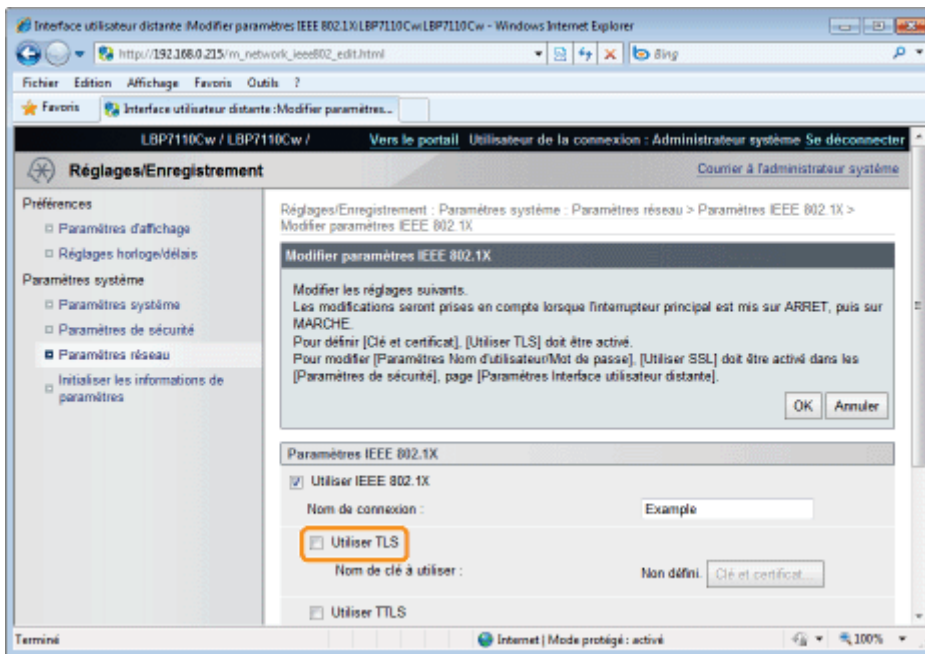 Interface utilisateur distante :Modifier paramètres IEEE 802.1X:LBP7110Cw:LBP7110Cw - Windows Internet Explorer
http://192.168.0.215/m_network_ieee802_edit.html
Bing
Fichier Edition Affichage Favoris Outils ?
Favoris Interface utilisateur distante :Modifier paramètres...
LBP7110Cw / LBP7110Cw / Vers le portail Utilisateur de la connexion : Administrateur système Se déconnecter
Réglages/Enregistrement Courrier à l'administrateur système
Préférences
Paramètres d'affichage
Réglages horloge/délais
Paramètres système
Paramètres système
Paramètres de sécurité
Paramètres réseau
Initialiser les informations de
paramètres
Réglages/Enregistrement : Paramètres système : Paramètres réseau > Paramètres IEEE 802.1X >
Modifier paramètres IEEE 802.1X
Modifier paramètres IEEE 802.1X
Modifier les réglages suivants.
Les modifications seront prises en compte lorsque l'interrupteur principal est mis sur ARRET, puis sur
MARCHE.
Pour définir [Clé et certificat], [Utiliser TLS] doit être activé.
Pour modifier [Paramètres Nom d'utilisateur/Mot de passe], [Utiliser SSL] doit être activé dans les
[Paramètres de sécurité], page [Paramètres Interface utilisateur distante].
OK Annuler
Paramètres IEEE 802.1X
Utiliser IEEE 802.1X
Nom de connexion : Example
Utiliser TLS
Nom de clé à utiliser : Non défini. Clé et certificat...
Utiliser TTLS
Terminé Internet | Mode protégé : activé 100%